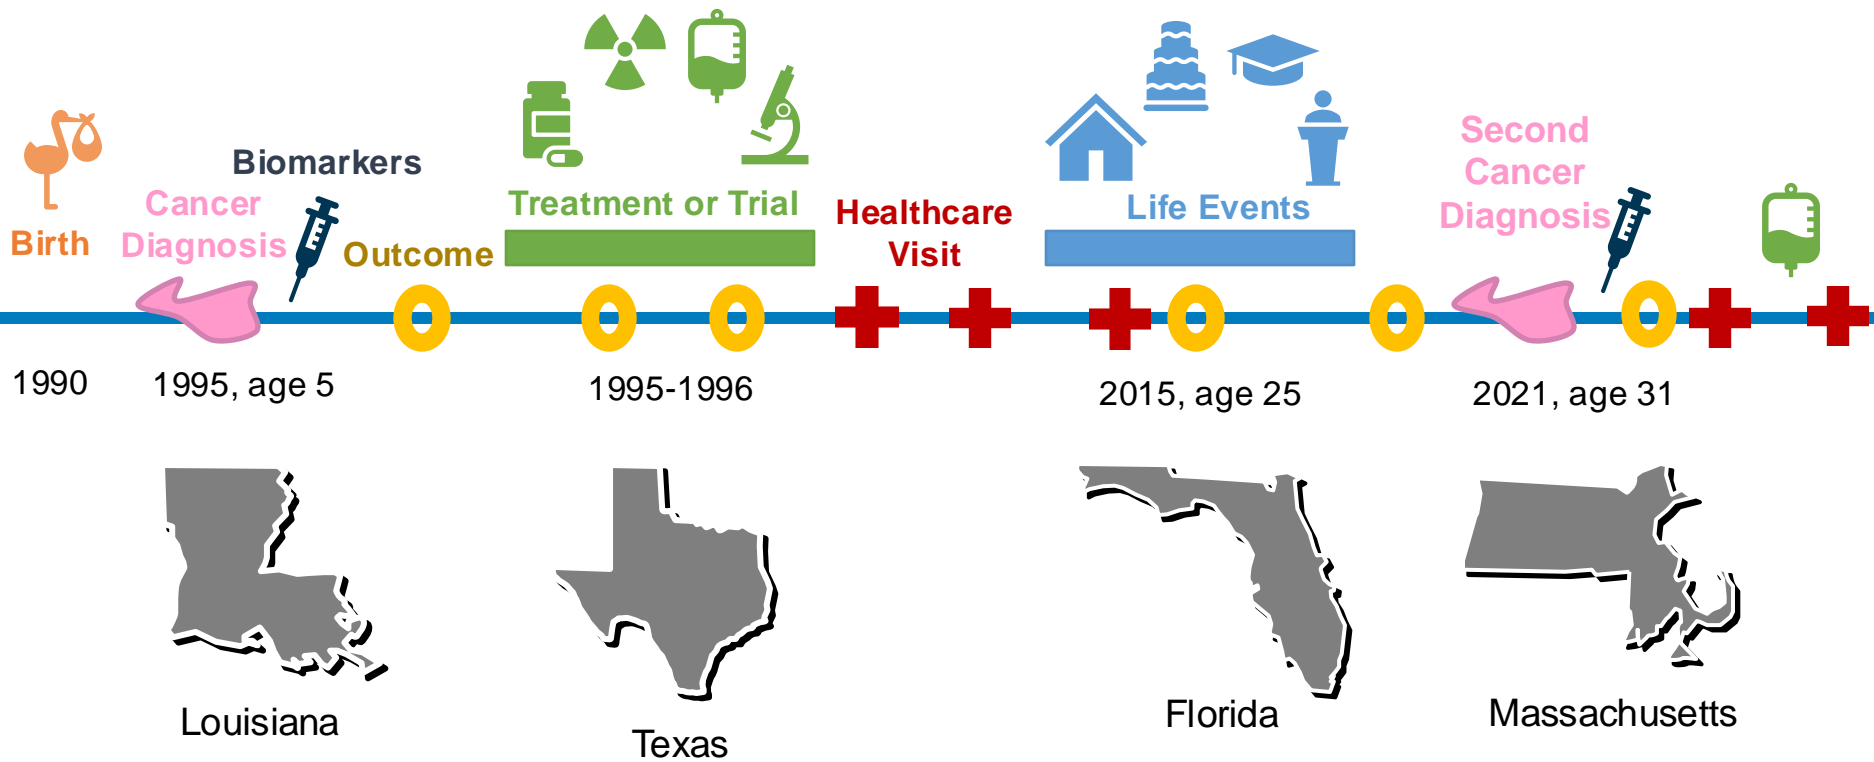 Birth
Cancer
Diagnosis
Biomarkers
Outcome
Treatment or Trial
Healthcare
Visit
Life Events
Second
Cancer
Diagnosis
1990
1995, age 5
1995-1996
2015, age 25
2021, age 31
Louisiana
Texas
Florida
Massachusetts